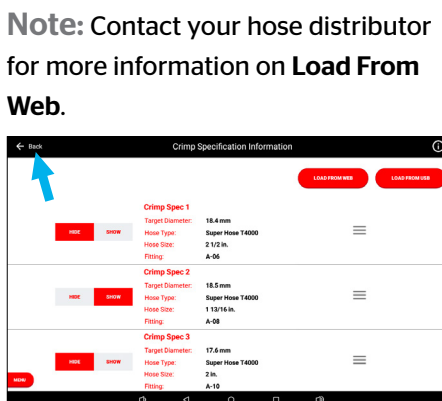 Note: Contact your hose distributor
for more information on Load From
Web.
Back Crimp Specification Information
LOAD FROM WEB LOAD FROM USB
Crimp Spec 1
Target Diameter: 18.4 mm
HIDE SHOW Hose Type: Super Hose T4000
Hose Size: 2 1/2 in.
Fitting: A-06
Crimp Spec 2
Target Diameter: 18.5 mm
HIDE SHOW Hose Type: Super Hose T4000
Hose Size: 1 13/16 in.
Fitting: A-08
Crimp Spec 3
Target Diameter: 17.6 mm
HIDE SHOW Hose Type: Super Hose T4000
Hose Size: 2 in.
MENU Fitting: A-10